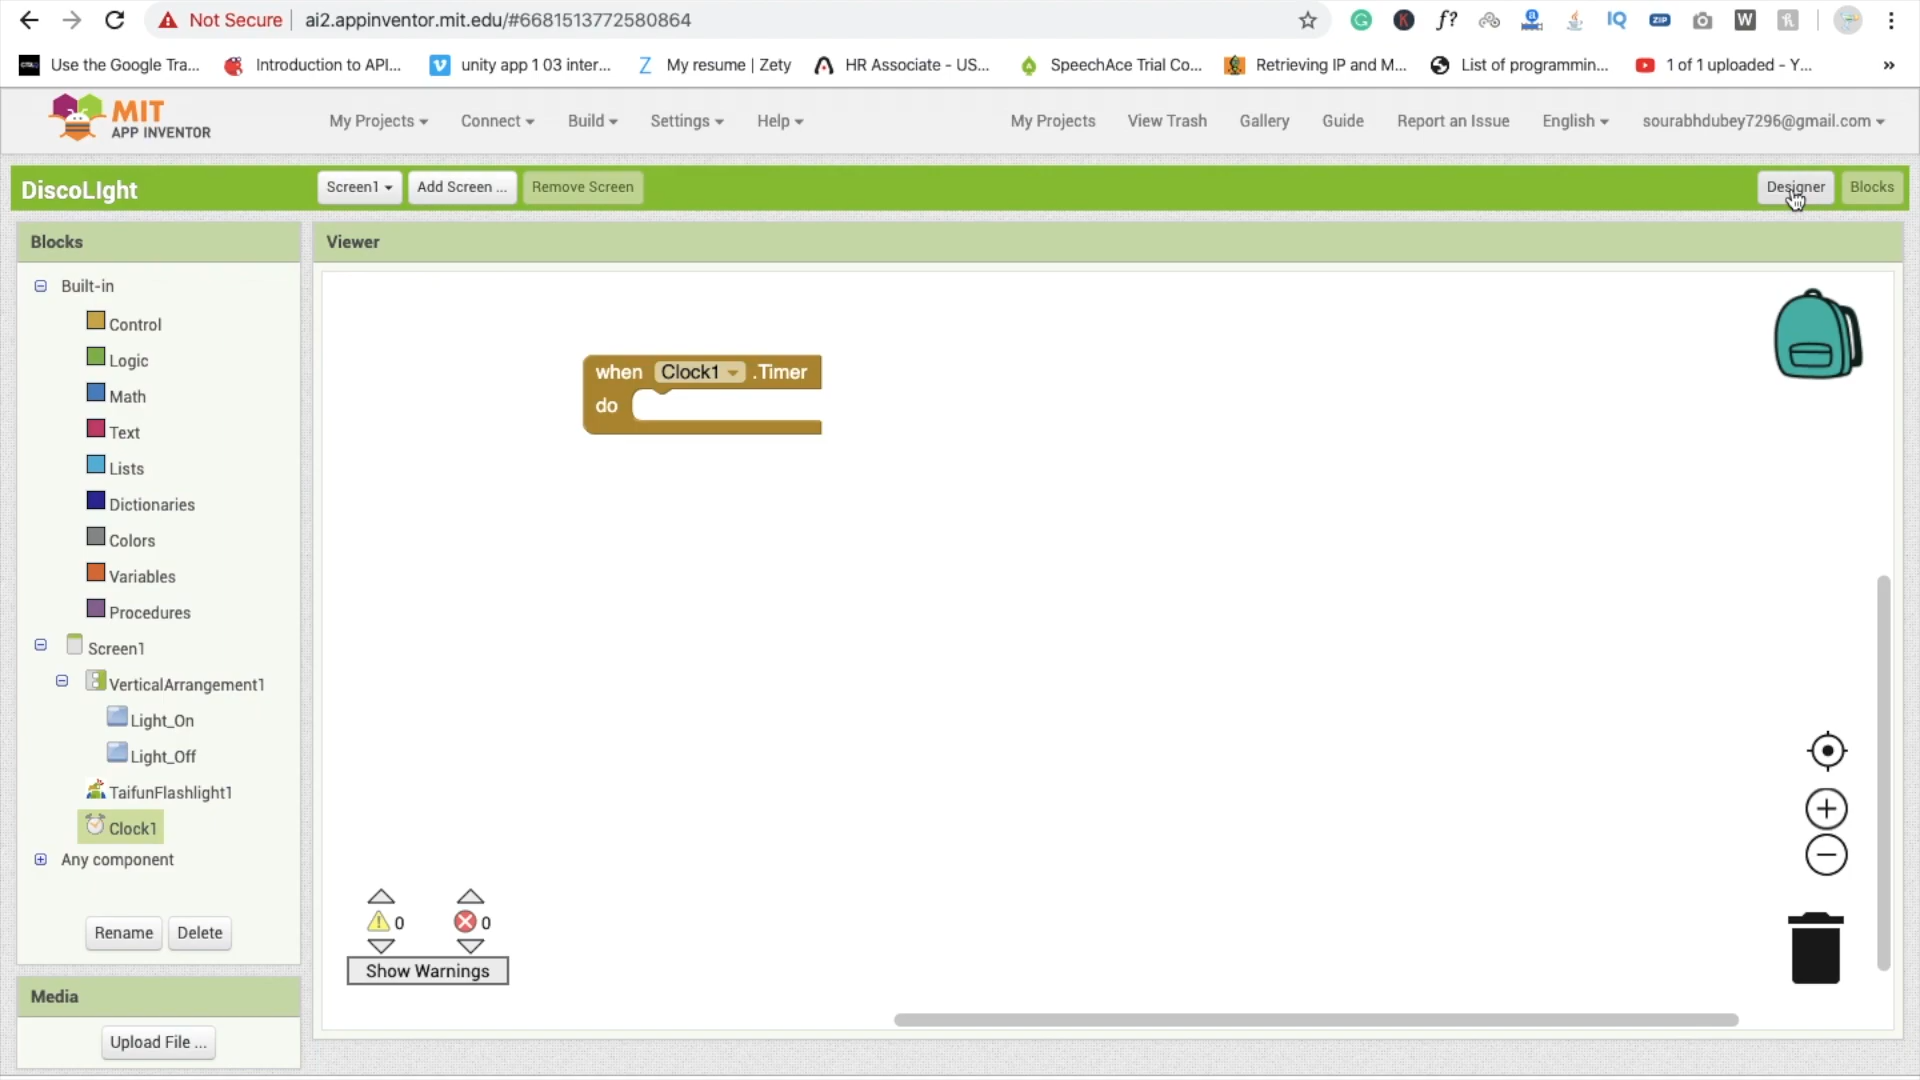 Not Secure ai2.appinventor.mit.edu/#6681513772580864
f? IQ ZIP W
Use the Google Tra... Introduction to API... unity app 1 03 inter... My resume | Zety HR Associate - US... SpeechAce Trial Co... Retrieving IP and M... List of programmin... 1 of 1 uploaded - Y... »
MIT
APP INVENTOR
My Projects Connect Build Settings Help My Projects View Trash Gallery Guide Report an Issue English sourabhdubey7296@gmail.com
DiscoLIght Screen1 Add Screen ... Remove Screen Designer Blocks
Blocks Viewer
Built-in
Control
Logic
Math
Text
Lists
Dictionaries
Colors
Variables
Procedures
Screen1
VerticalArrangement1
Light_On
Light_Off
TaifunFlashlight1
Clock1
Any component
Rename Delete
Media
Upload File ...
when Clock1 .Timer
do
0 0
Show Warnings